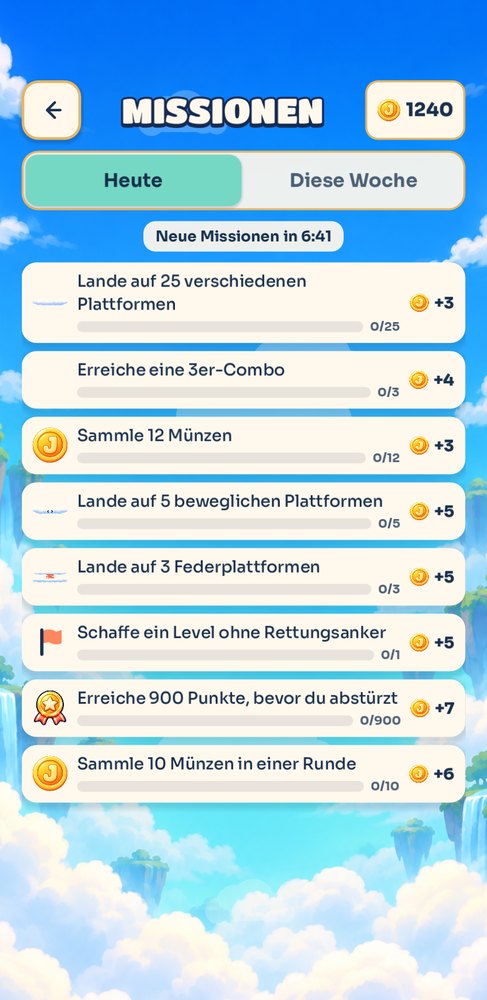 MISSIONEN
1240
Heute
Diese Woche
Neue Missionen in 6:41
Lande auf 25 verschiedenen
Plattformen
0/25
+3
Erreiche eine 3er-Combo
0/3
+4
Sammle 12 Münzen
0/12
+3
Lande auf 5 beweglichen Plattformen
0/5
+5
Lande auf 3 Federplattformen
0/3
+5
Schaffe ein Level ohne Rettungsanker
0/1
+5
Erreiche 900 Punkte, bevor du abstürzt
0/900
+7
Sammle 10 Münzen in einer Runde
0/10
+6